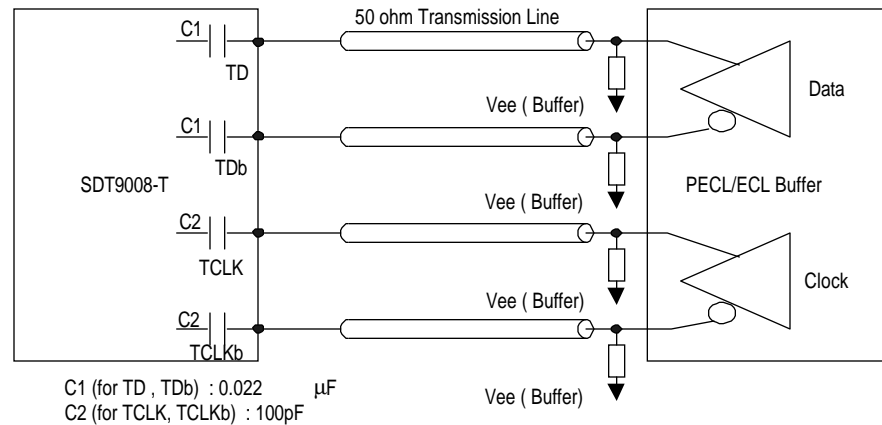 50 ohm Transmission Line
C1
TD
Vee ( Buffer)
Data
C1
TDb
SDT9008-T
PECL/ECL Buffer
Vee ( Buffer)
C2
TCLK
Clock
Vee ( Buffer)
C2
TCLKb
Vee ( Buffer)
C1 (for TD , TDb) : 0.022 μF
C2 (for TCLK, TCLKb) : 100pF